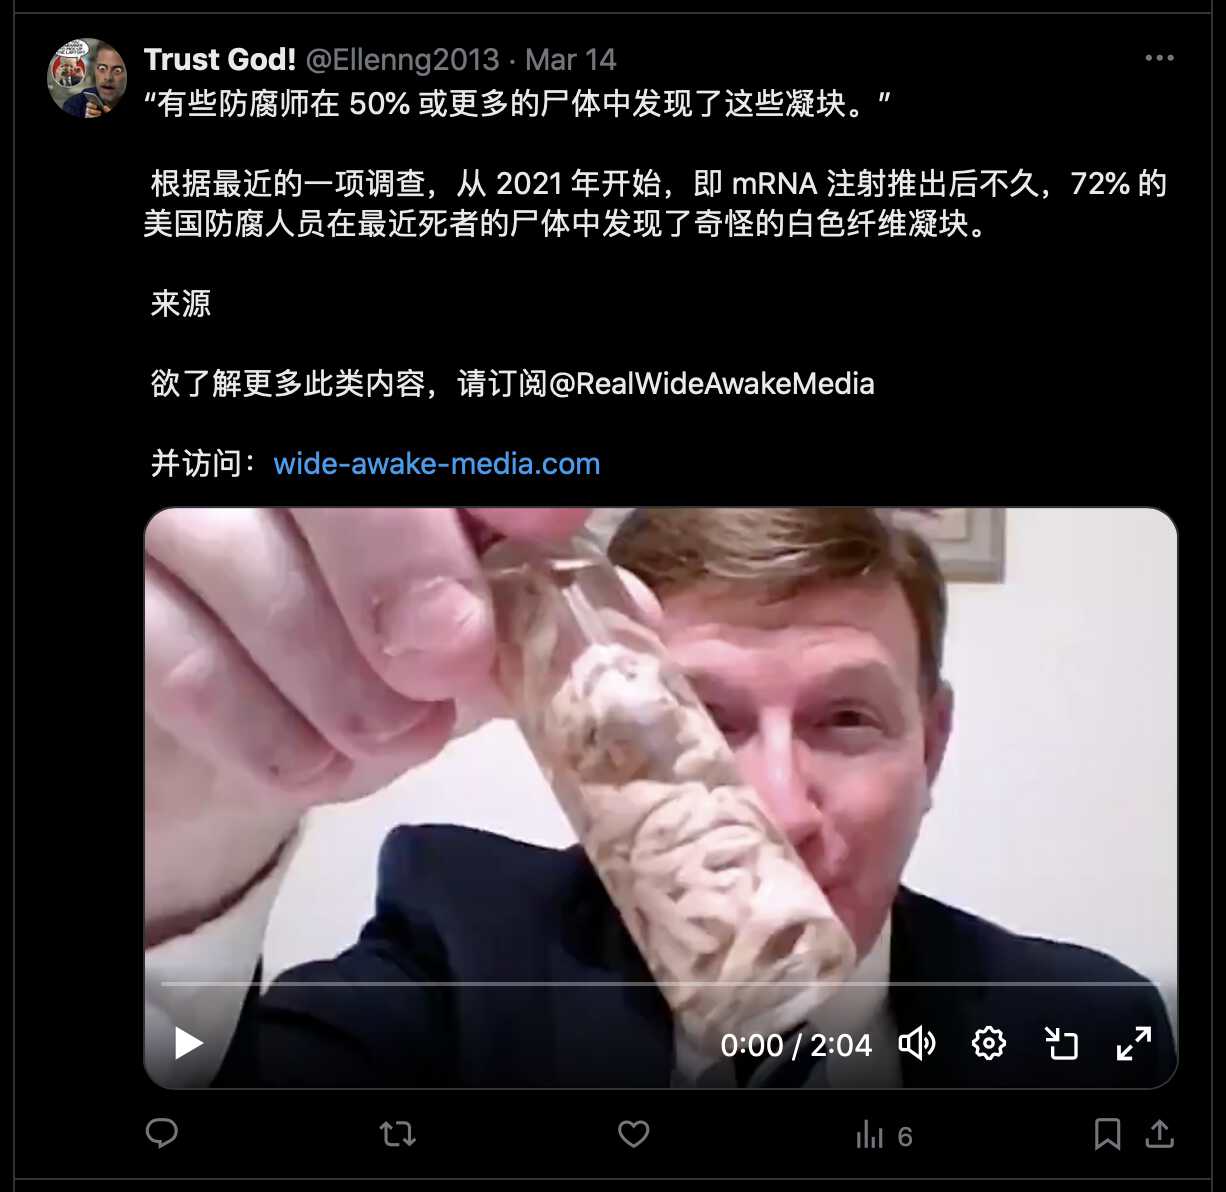 Trust God! @Ellenng2013 · Mar 14
“有些防腐师在 50% 或更多的尸体中发现了这些凝块。”
根据最近的一项调查，从 2021 年开始，即 mRNA 注射推出后不久，72% 的
美国防腐人员在最近死者的尸体中发现了奇怪的白色纤维凝块。
来源
欲了解更多此类内容，请订阅@RealWideAwakeMedia
并访问：wide-awake-media.com
0:00 / 2:04
6